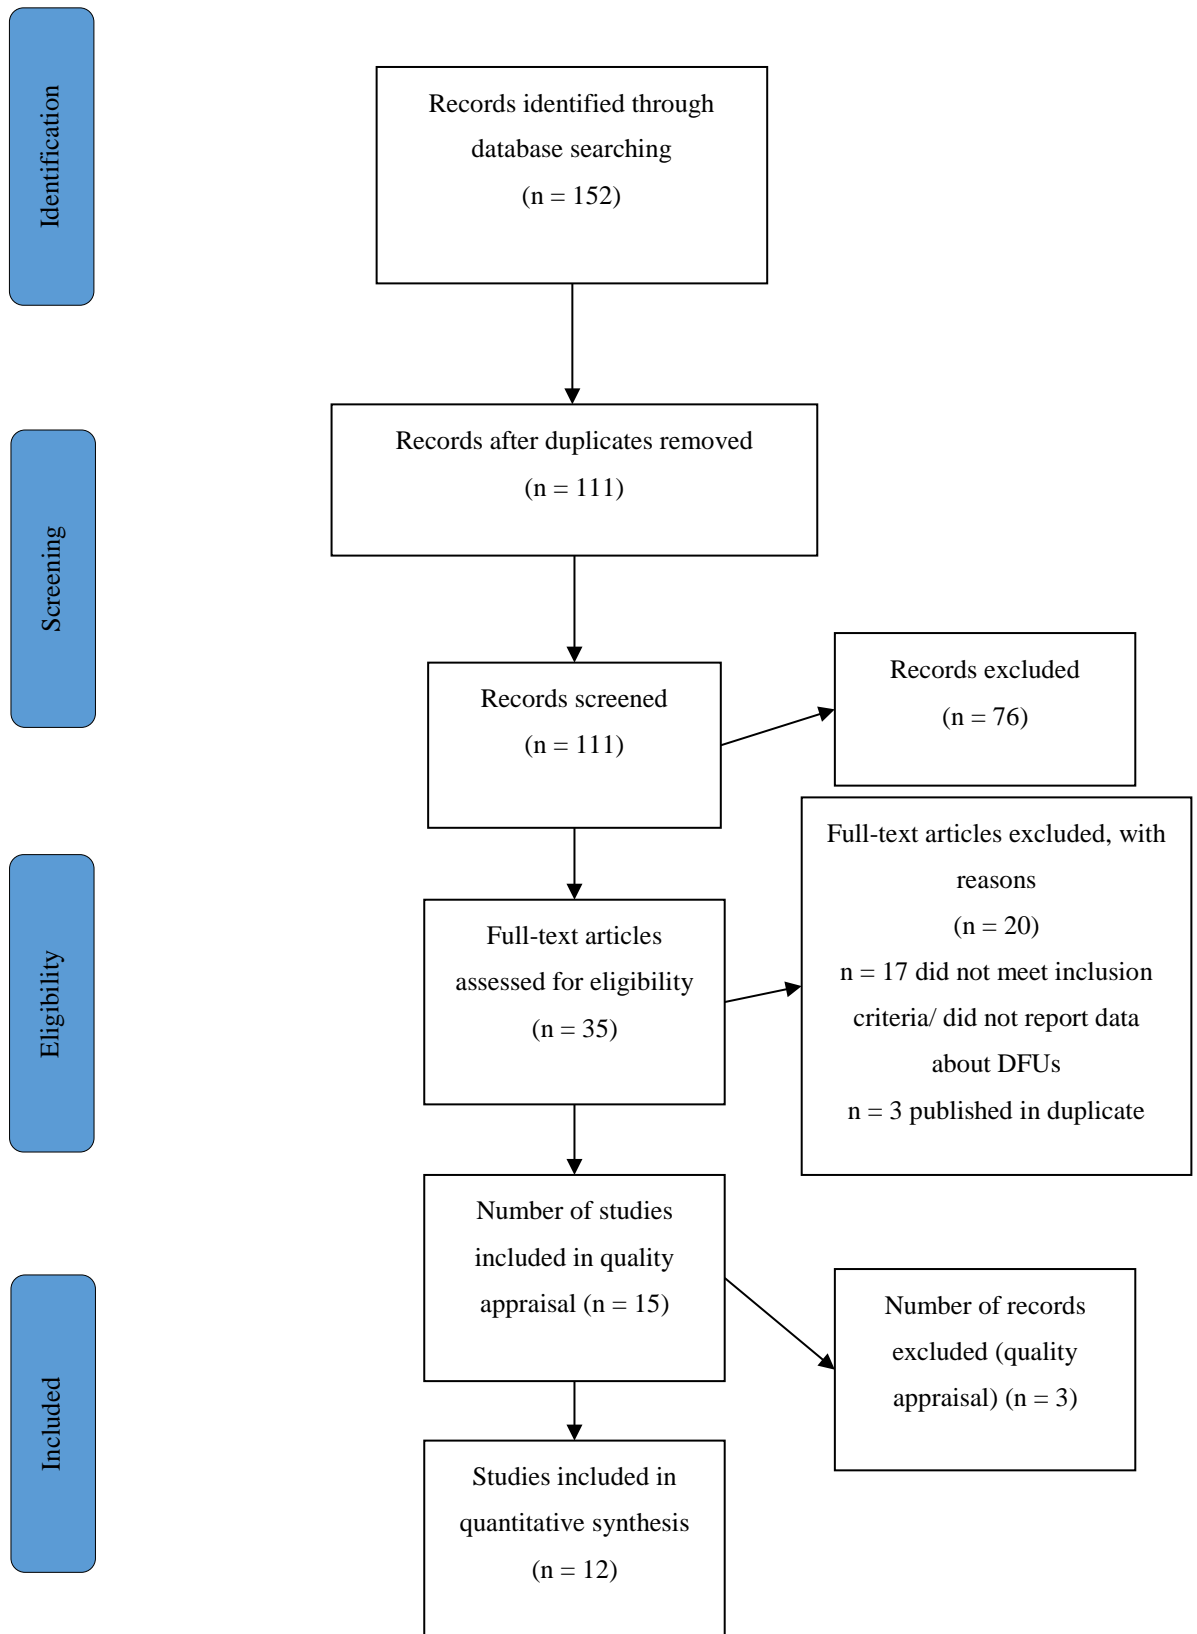 Identification
Records identified through
database searching
(n = 152)
Records after duplicates removed
(n = 111)
Screening
Records screened
(n = 111)
Records excluded
(n = 76)
Full-text articles excluded, with
reasons
(n = 20)
n = 17 did not meet inclusion
criteria/ did not report data
about DFUs
n = 3 published in duplicate
Eligibility
Full-text articles
assessed for eligibility
(n = 35)
Number of studies
included in quality
appraisal (n = 15)
Number of records
excluded (quality
appraisal) (n = 3)
Included
Studies included in
quantitative synthesis
(n = 12)